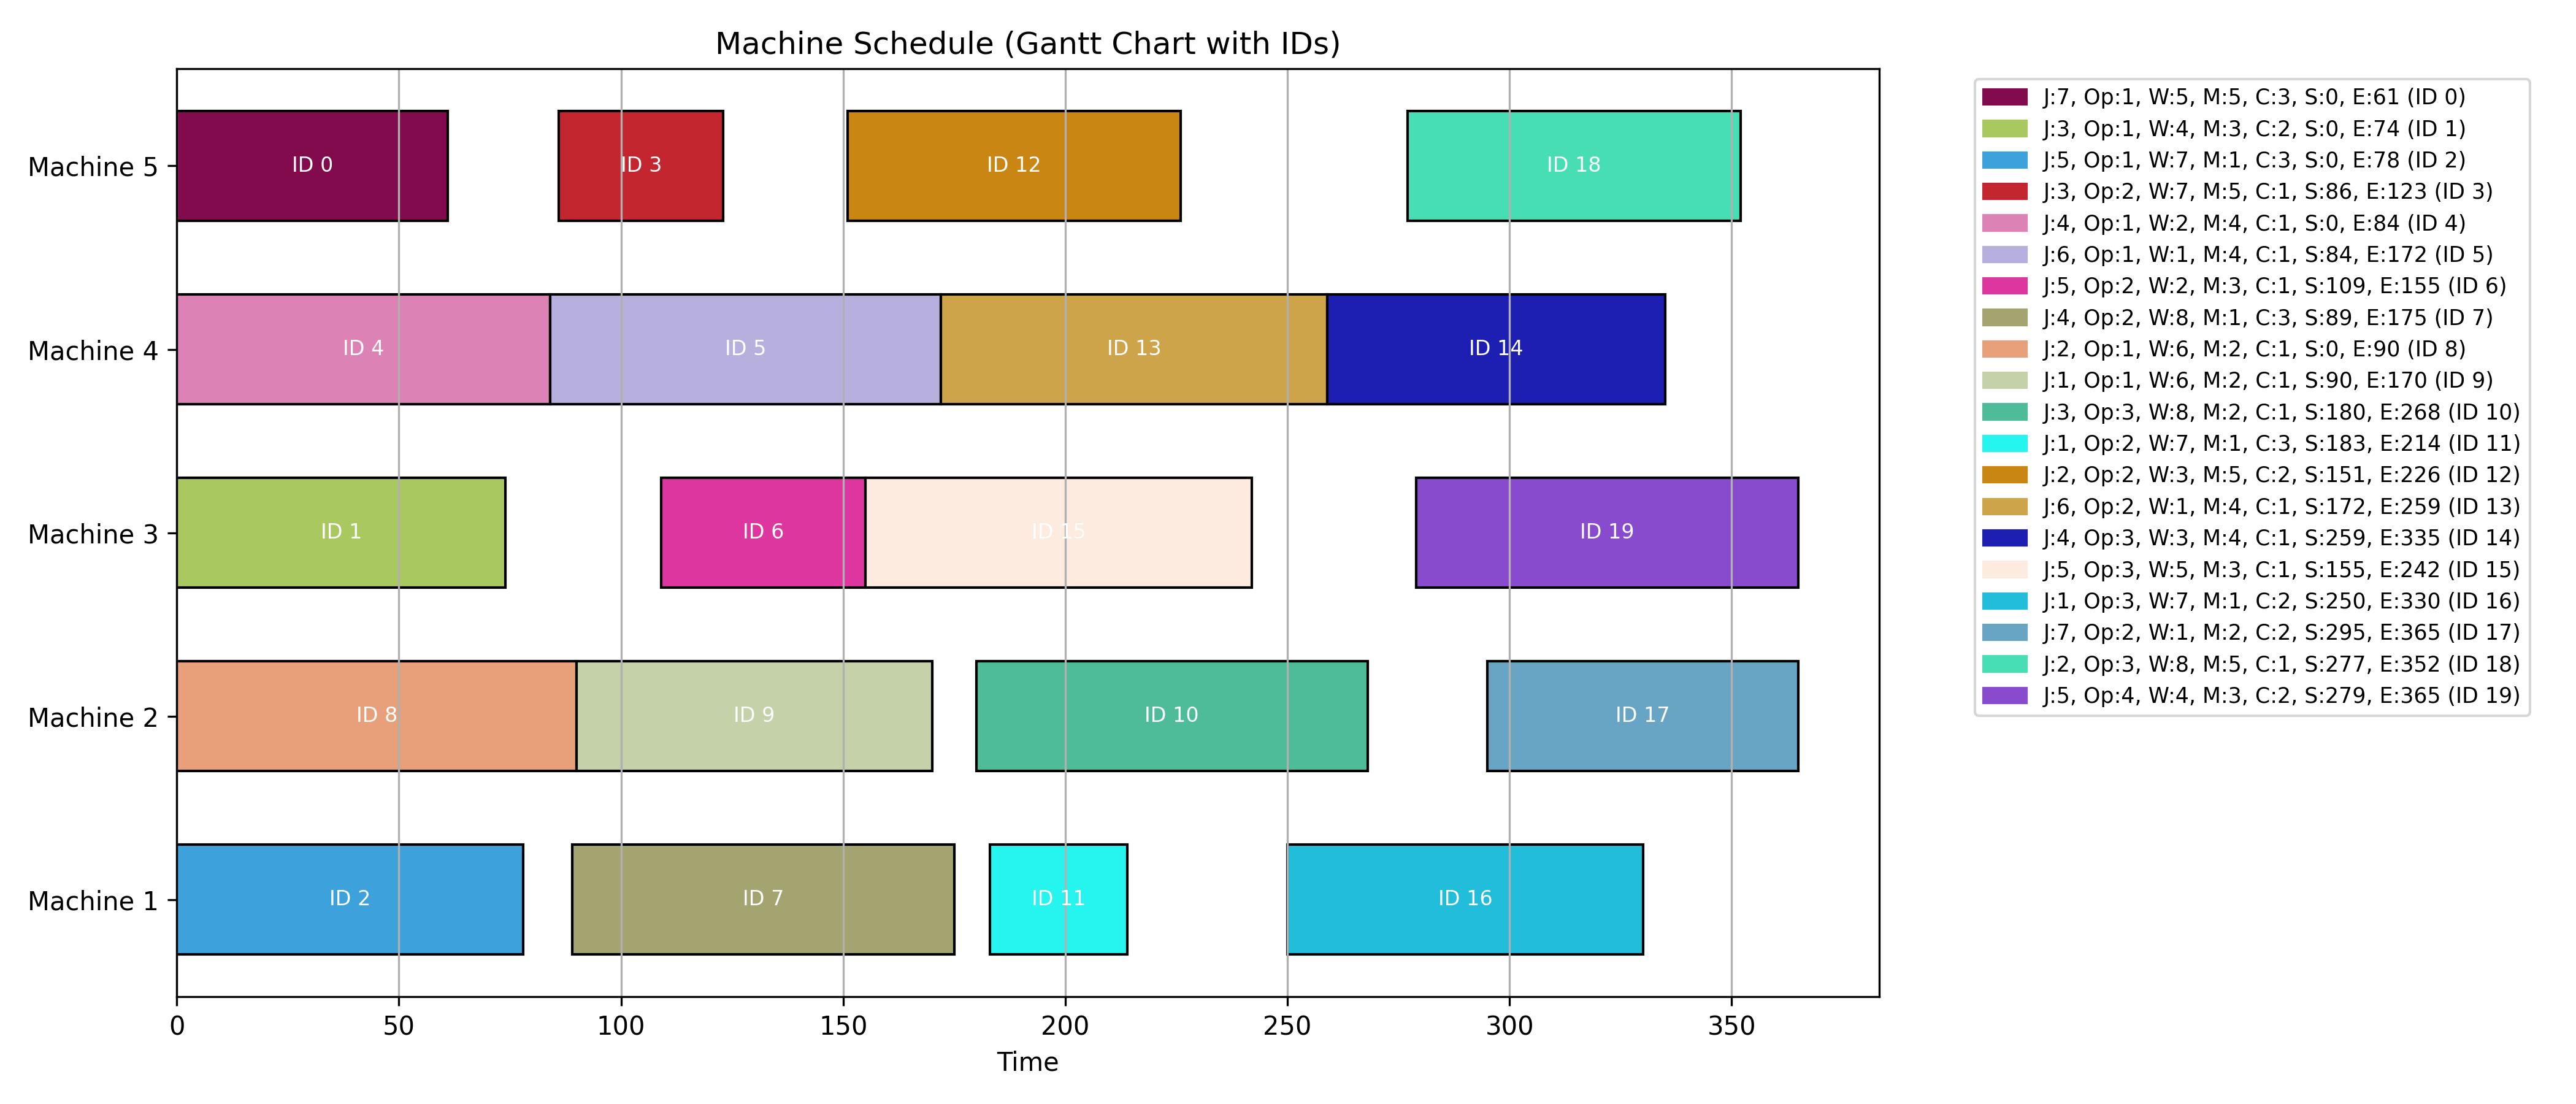 Machine Schedule (Gantt Chart with IDs)
Machine 5
ID 0
ID 3
ID 12
ID 18
Machine 4
ID 4
ID 5
ID 13
ID 14
Machine 3
ID 1
ID 6
ID 15
ID 19
Machine 2
ID 8
ID 9
ID 10
ID 17
Machine 1
ID 2
ID 7
ID 11
ID 16
0 50 100 150 200 250 300 350
Time
J:7, Op:1, W:5, M:5, C:3, S:0, E:61 (ID 0)
J:3, Op:1, W:4, M:3, C:2, S:0, E:74 (ID 1)
J:5, Op:1, W:7, M:1, C:3, S:0, E:78 (ID 2)
J:3, Op:2, W:7, M:5, C:1, S:86, E:123 (ID 3)
J:4, Op:1, W:2, M:4, C:1, S:0, E:84 (ID 4)
J:6, Op:1, W:1, M:4, C:1, S:84, E:172 (ID 5)
J:5, Op:2, W:2, M:3, C:1, S:109, E:155 (ID 6)
J:4, Op:2, W:8, M:1, C:3, S:89, E:175 (ID 7)
J:2, Op:1, W:6, M:2, C:1, S:0, E:90 (ID 8)
J:1, Op:1, W:6, M:2, C:1, S:90, E:170 (ID 9)
J:3, Op:3, W:8, M:2, C:1, S:180, E:268 (ID 10)
J:1, Op:2, W:7, M:1, C:3, S:183, E:214 (ID 11)
J:2, Op:2, W:3, M:5, C:2, S:151, E:226 (ID 12)
J:6, Op:2, W:1, M:4, C:1, S:172, E:259 (ID 13)
J:4, Op:3, W:3, M:4, C:1, S:259, E:335 (ID 14)
J:5, Op:3, W:5, M:3, C:1, S:155, E:242 (ID 15)
J:1, Op:3, W:7, M:1, C:2, S:250, E:330 (ID 16)
J:7, Op:2, W:1, M:2, C:2, S:295, E:365 (ID 17)
J:2, Op:3, W:8, M:5, C:1, S:277, E:352 (ID 18)
J:5, Op:4, W:4, M:3, C:2, S:279, E:365 (ID 19)